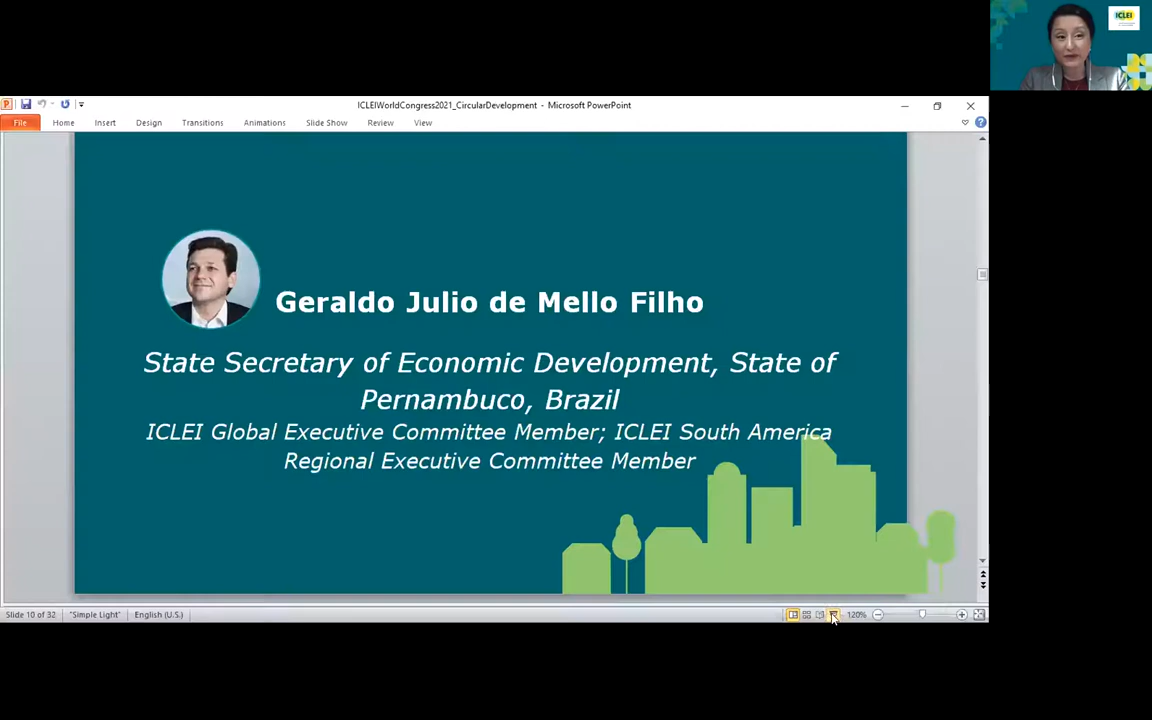 ICLEI
ICLEIWorldCongress2021_CircularDevelopment - Microsoft PowerPoint
File Home Insert Design Transitions Animations Slide Show Review View
Geraldo Julio de Mello Filho
State Secretary of Economic Development, State of
Pernambuco, Brazil
ICLEI Global Executive Committee Member; ICLEI South America
Regional Executive Committee Member
Slide 10 of 32 "Simple Light" English (U.S.) 120%